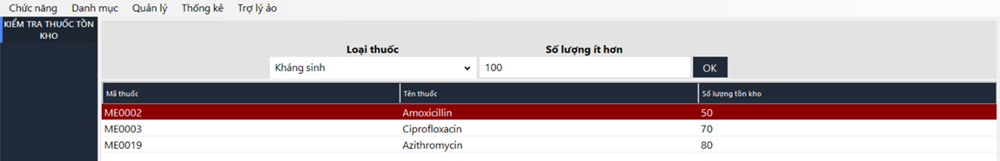 Chức năng Danh mục Quản lý Thống kê Trợ lý ảo
KIỂM TRA THUỐC TỒN
KHO
Loại thuốc Số lượng ít hơn
Kháng sinh 100 OK
Mã thuốc Tên thuốc Số lượng tồn kho
ME0002 Amoxicillin 50
ME0003 Ciprofloxacin 70
ME0019 Azithromycin 80